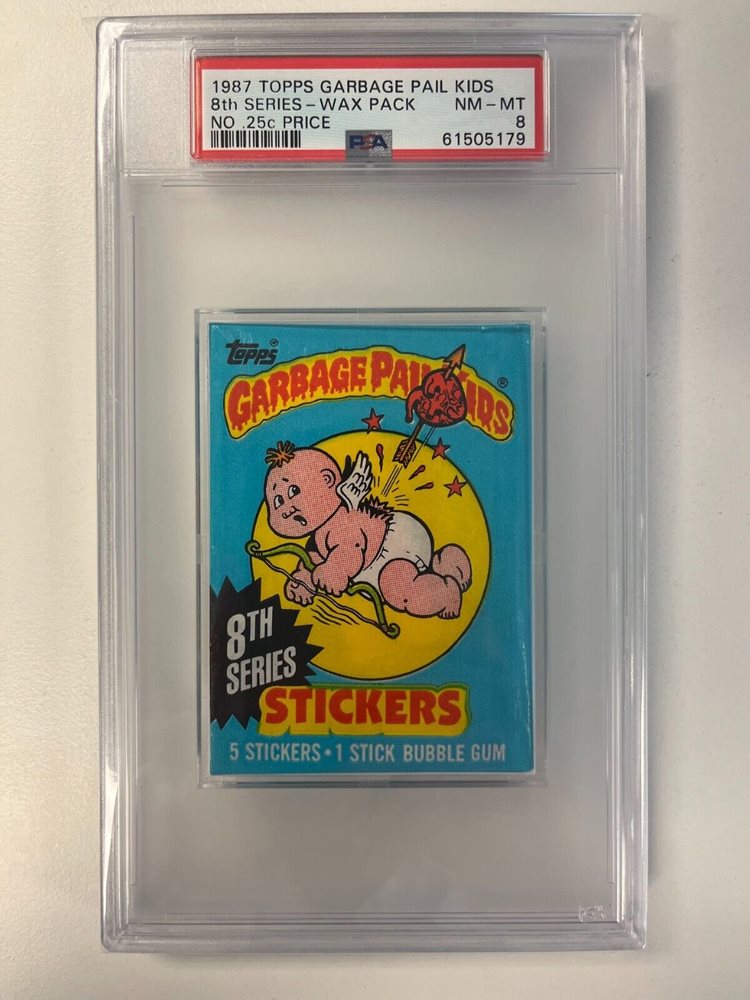 1987 TOPPS GARBAGE PAIL KIDS
8th SERIES - WAX PACK NM - MT
NO .25c PRICE 8
PSA 61505179
topps
GARBAGE PAIL KIDS ®
8TH
SERIES
STICKERS
5 STICKERS • 1 STICK BUBBLE GUM